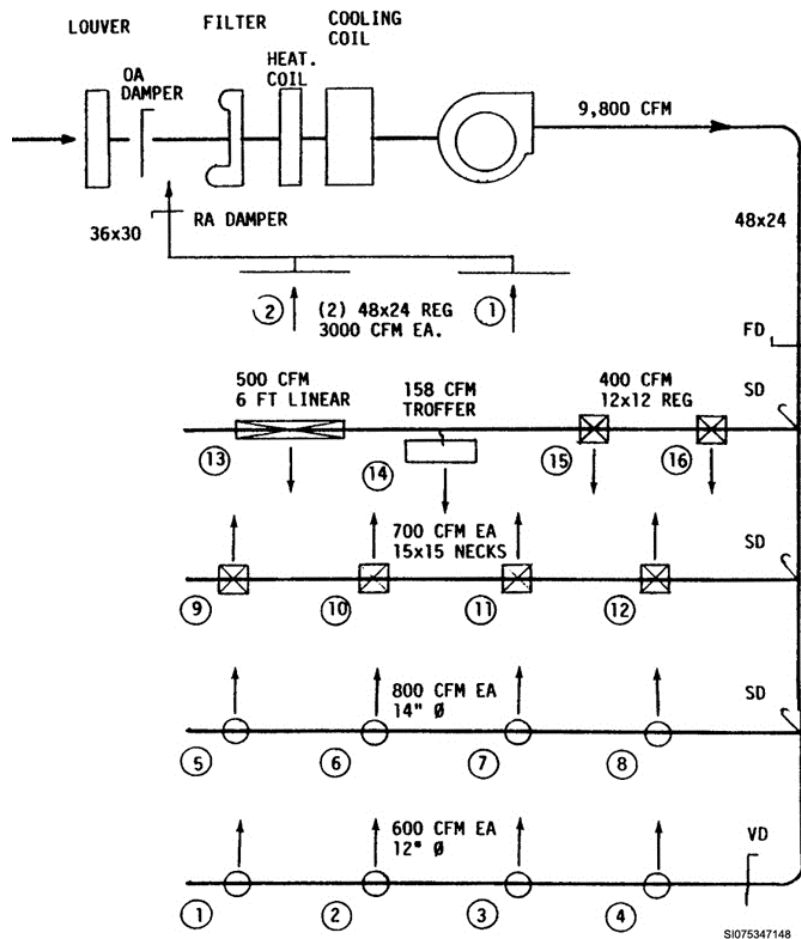 LOUVER
FILTER
COOLING
COIL
OA
DAMPER
HEAT.
COIL
9,800 CFM
36x30
RA DAMPER
48x24
2
(2) 48x24 REG
3000 CFM EA.
1
FD
500 CFM
6 FT LINEAR
158 CFM
TROFFER
400 CFM
12x12 REG
SD
13
14
15
16
700 CFM EA
15x15 NECKS
SD
9
10
11
12
800 CFM EA
14" Ø
SD
5
6
7
8
600 CFM EA
12" Ø
VD
1
2
3
4
SI075347148